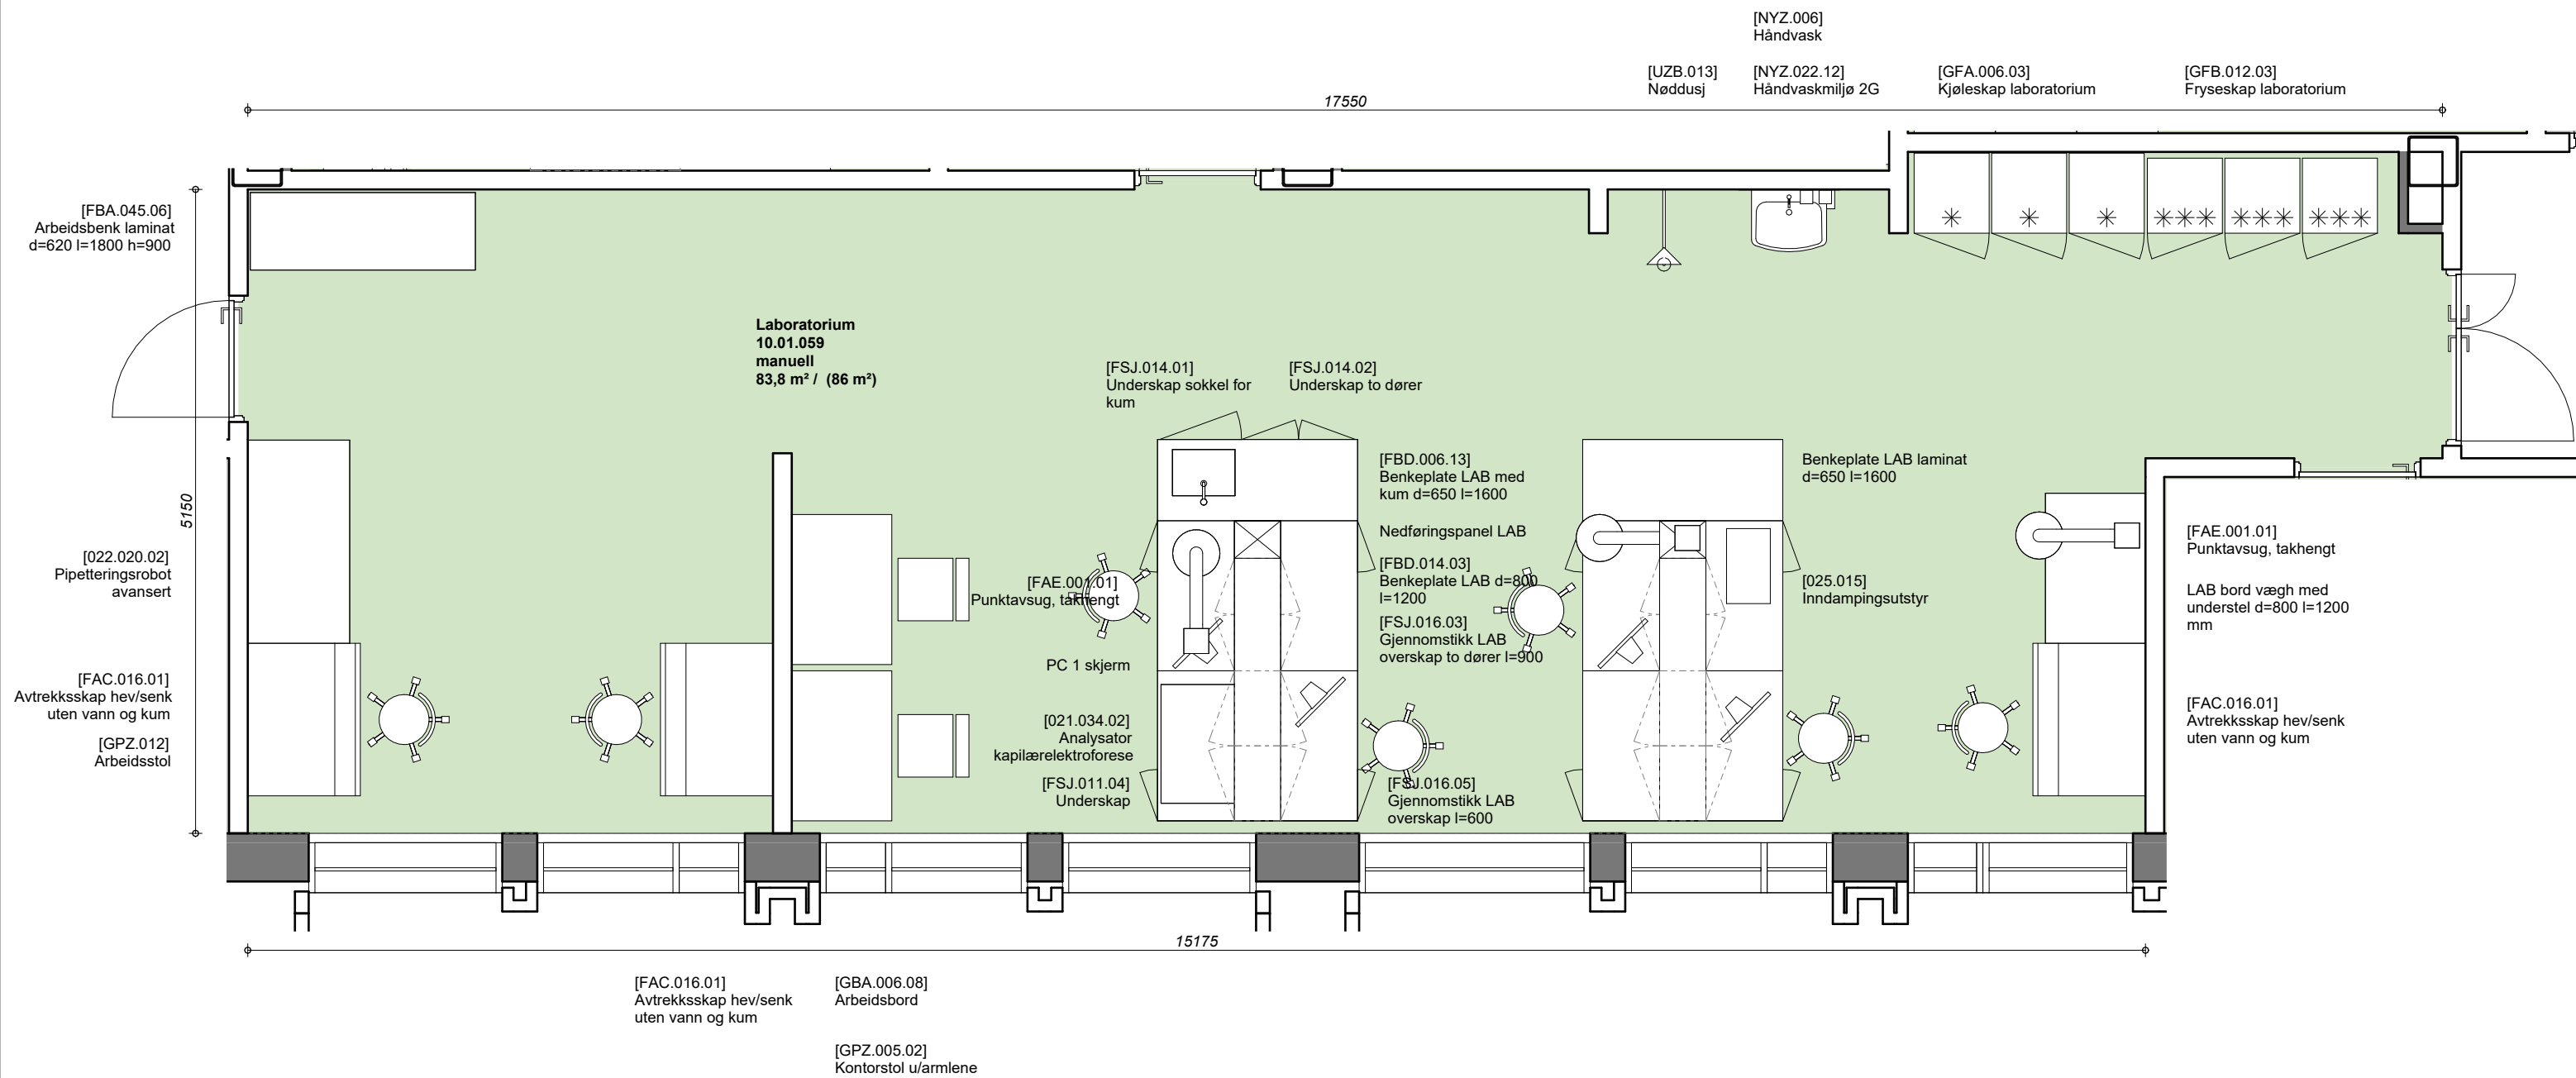 [NYZ.006]
Håndvask
[UZB.013]
Nøddusj
[NYZ.022.12]
Håndvaskmiljø 2G
[GFA.006.03]
Kjøleskap laboratorium
[GFB.012.03]
Fryseskap laboratorium
17550
[FBA.045.06]
Arbeidsbenk laminat
d=620 l=1800 h=900
Laboratorium
10.01.059
manuell
83,8 m² / (86 m²)
[FSJ.014.01]
Underskap sokkel for
kum
[FSJ.014.02]
Underskap to dører
[FBD.006.13]
Benkeplate LAB med
kum d=650 l=1600
Benkeplate LAB laminat
d=650 l=1600
5150
Nedføringspanel LAB
[FAE.001.01]
Punktavsug, takhengt
[022.020.02]
Pipetteringsrobot
avansert
[FAE.001.01]
Punktavsug, takhengt
[FBD.014.03]
Benkeplate LAB d=800
l=1200
[025.015]
Inndampingsutstyr
LAB bord vægh med
understel d=800 l=1200
mm
[FSJ.016.03]
Gjennomstikk LAB
overskap to dører l=900
PC 1 skjerm
[FAC.016.01]
Avtrekksskap hev/senk
uten vann og kum
[GPZ.012]
Arbeidsstol
[021.034.02]
Analysator
kapilærelektroforese
[FSJ.011.04]
Underskap
[FSJ.016.05]
Gjennomstikk LAB
overskap l=600
[FAC.016.01]
Avtrekksskap hev/senk
uten vann og kum
15175
[FAC.016.01]
Avtrekksskap hev/senk
uten vann og kum
[GBA.006.08]
Arbeidsbord
[GPZ.005.02]
Kontorstol u/armlene